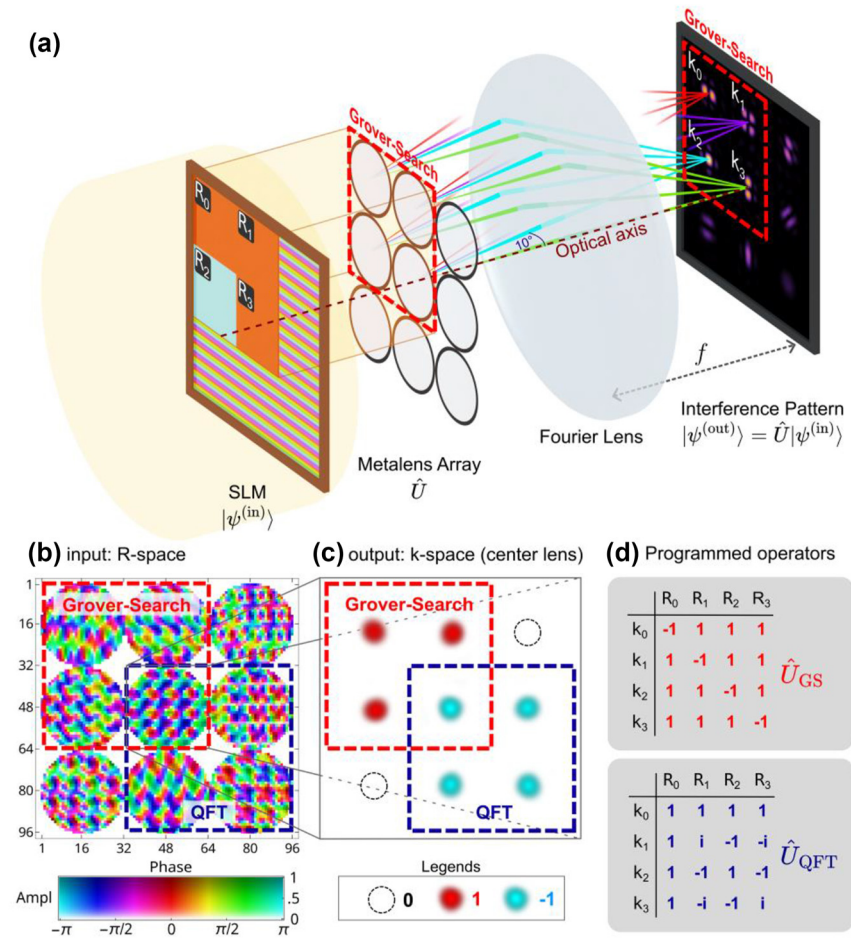 (a)
Grover-Search
k₀
k₁
k₂
k₃
Grover-Search
R₀
R₁
R₂
R₃
10°
Optical axis
f
Fourier Lens
Interference Pattern
|ψ^(out)⟩ = Û|ψ^(in)⟩
Metalens Array
Û
SLM
|ψ^(in)⟩
(b) input: R-space
(c) output: k-space (center lens)
(d) Programmed operators
1
16
32
48
64
80
96
1 16 32 48 64 80 96
Grover-Search
QFT
Phase
Ampl
1
.5
0
−π −π/2 0 π/2 π
Grover-Search
QFT
Legends
0 1 -1
R₀ R₁ R₂ R₃
k₀ -1 1 1 1
k₁ 1 -1 1 1
k₂ 1 1 -1 1
k₃ 1 1 1 -1
Û_GS
R₀ R₁ R₂ R₃
k₀ 1 1 1 1
k₁ 1 i -1 -i
k₂ 1 -1 1 -1
k₃ 1 -i -1 i
Û_QFT